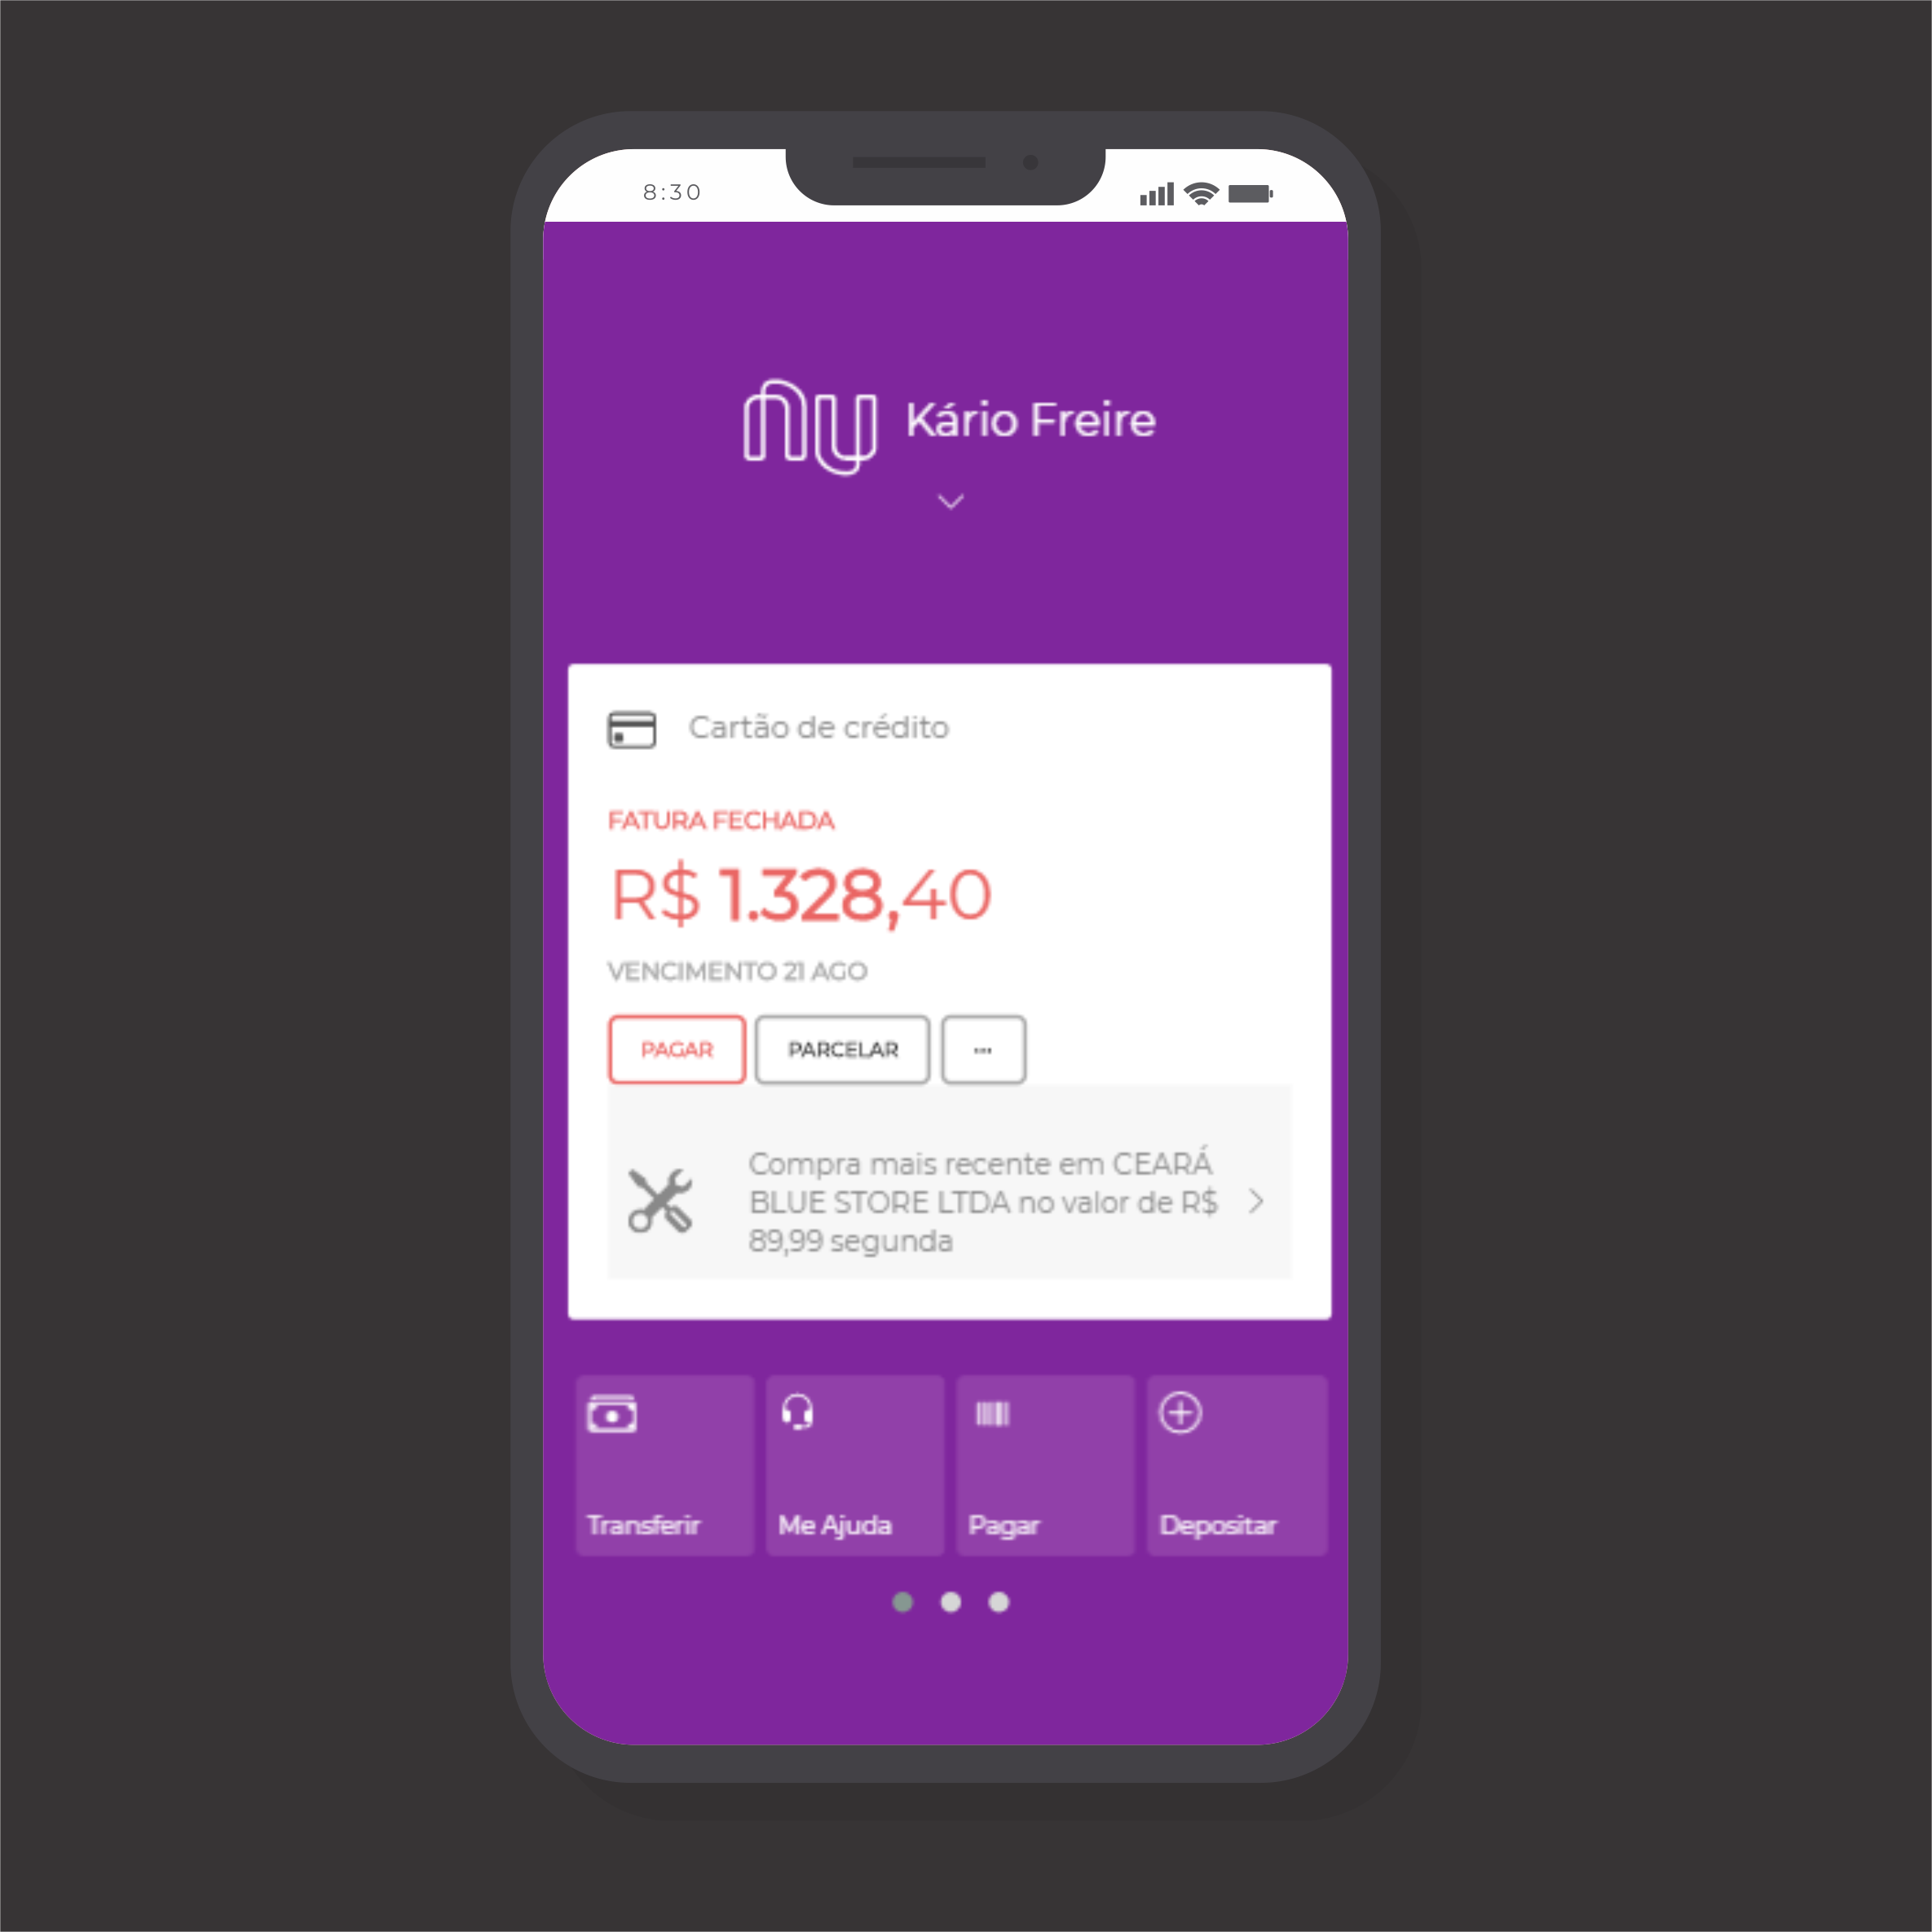 8:30
nu Kário Freire
Cartão de crédito
FATURA FECHADA
R$ 1.328,40
VENCIMENTO 21 AGO
PAGAR PARCELAR ...
Compra mais recente em CEARÁ
BLUE STORE LTDA no valor de R$
89,99 segunda
Transferir Me Ajuda Pagar Depositar